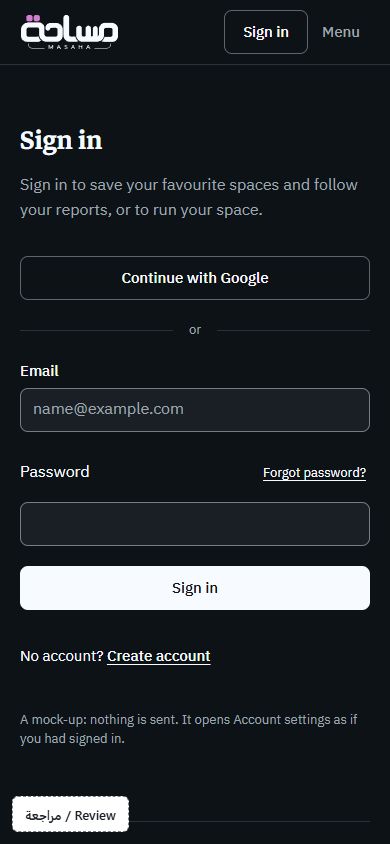 مساحة
MASAHA
Sign in
Menu
Sign in
Sign in to save your favourite spaces and follow
your reports, or to run your space.
Continue with Google
or
Email
name@example.com
Password
Forgot password?
Sign in
No account? Create account
A mock-up: nothing is sent. It opens Account settings as if
you had signed in.
مراجعة / Review